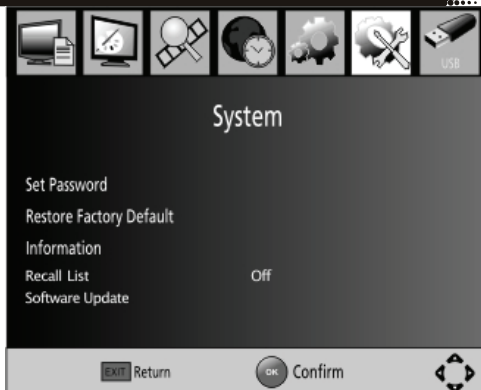 USB
System
Set Password
Restore Factory Default
Information
Recall List Off
Software Update
EXIT Return OK Confirm